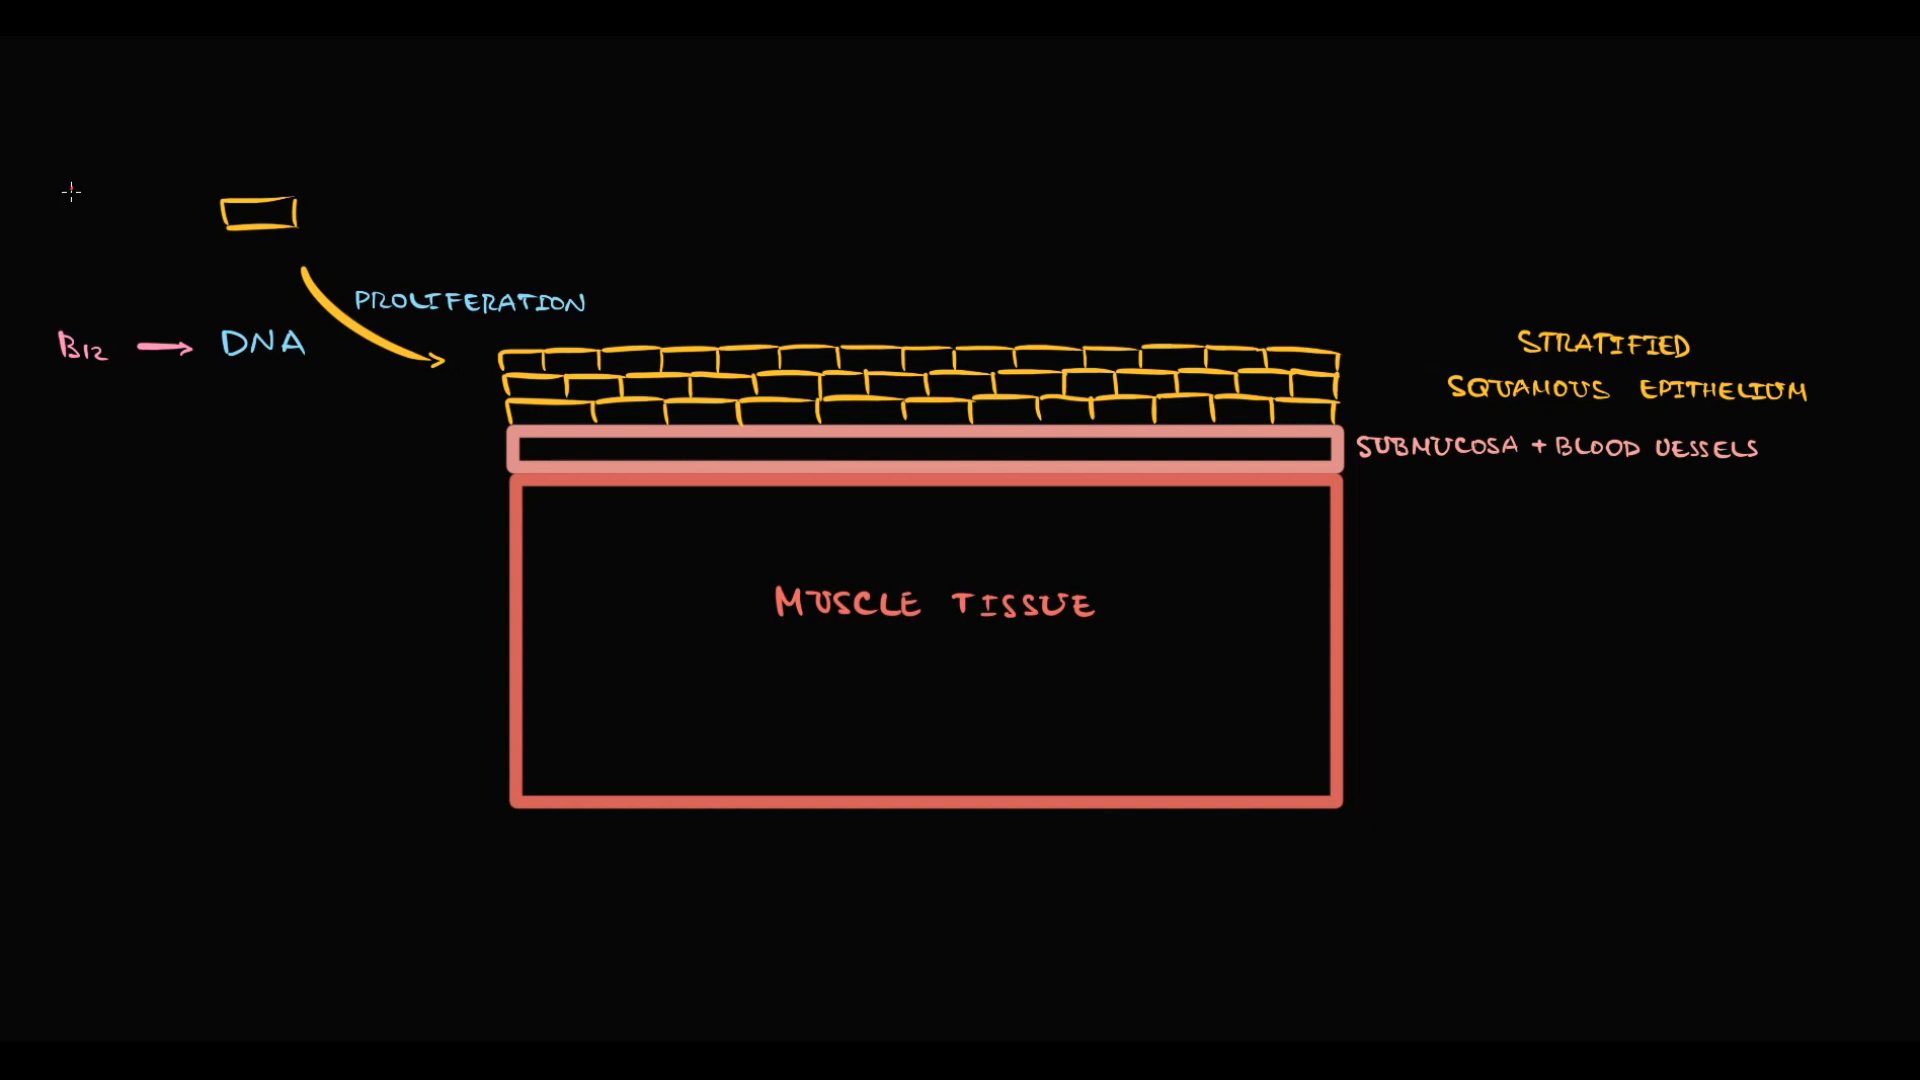 PROLIFERATION
B12 → DNA
STRATIFIED
SQUAMOUS EPITHELIUM
SUBMUCOSA + BLOOD VESSELS
MUSCLE TISSUE